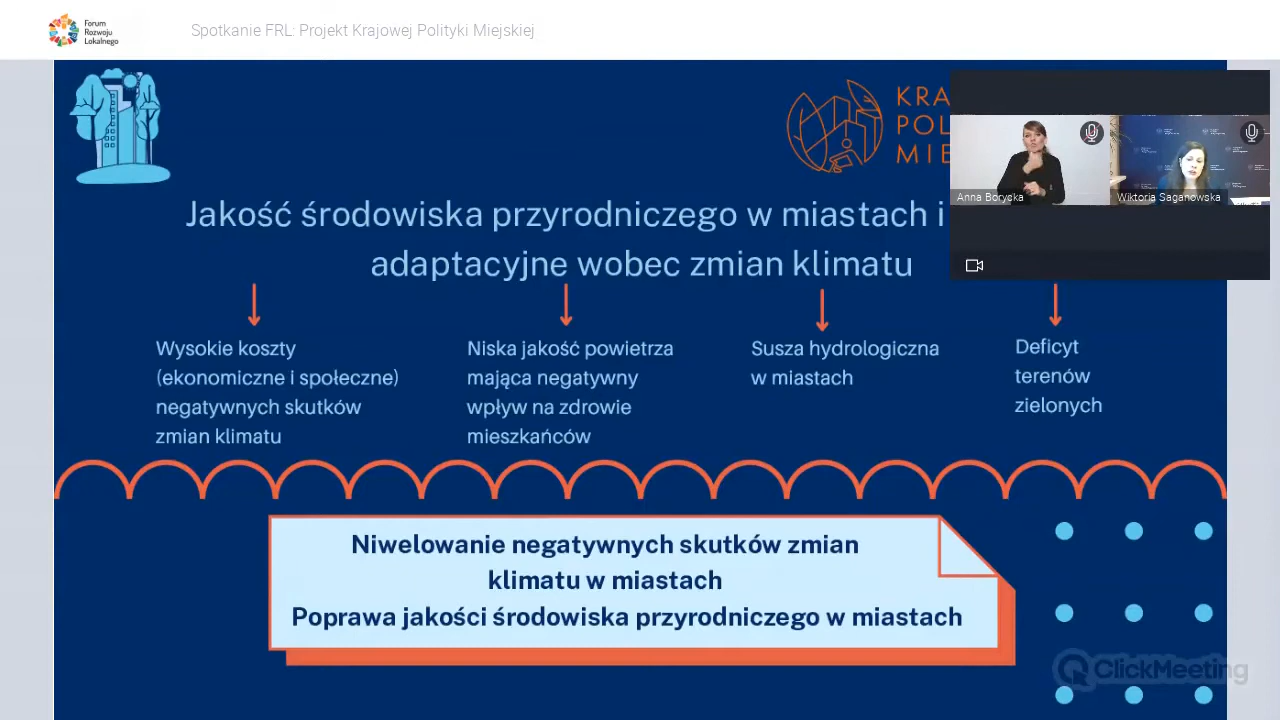 Forum
Rozwoju
Lokalnego
Spotkanie FRL: Projekt Krajowej Polityki Miejskiej
KRA
POL
MIE
Anna Borycka
Wiktoria Saganowska
Jakość środowiska przyrodniczego w miastach i
adaptacyjne wobec zmian klimatu
Wysokie koszty
(ekonomiczne i społeczne)
negatywnych skutków
zmian klimatu
Niska jakość powietrza
mająca negatywny
wpływ na zdrowie
mieszkańców
Susza hydrologiczna
w miastach
Deficyt
terenów
zielonych
Niwelowanie negatywnych skutków zmian
klimatu w miastach
Poprawa jakości środowiska przyrodniczego w miastach
ClickMeeting